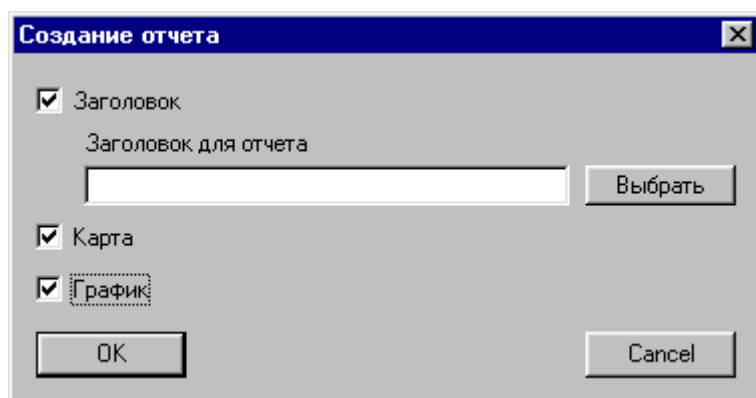 Создание отчета
Заголовок
Заголовок для отчета
Выбрать
Карта
График
OK
Cancel